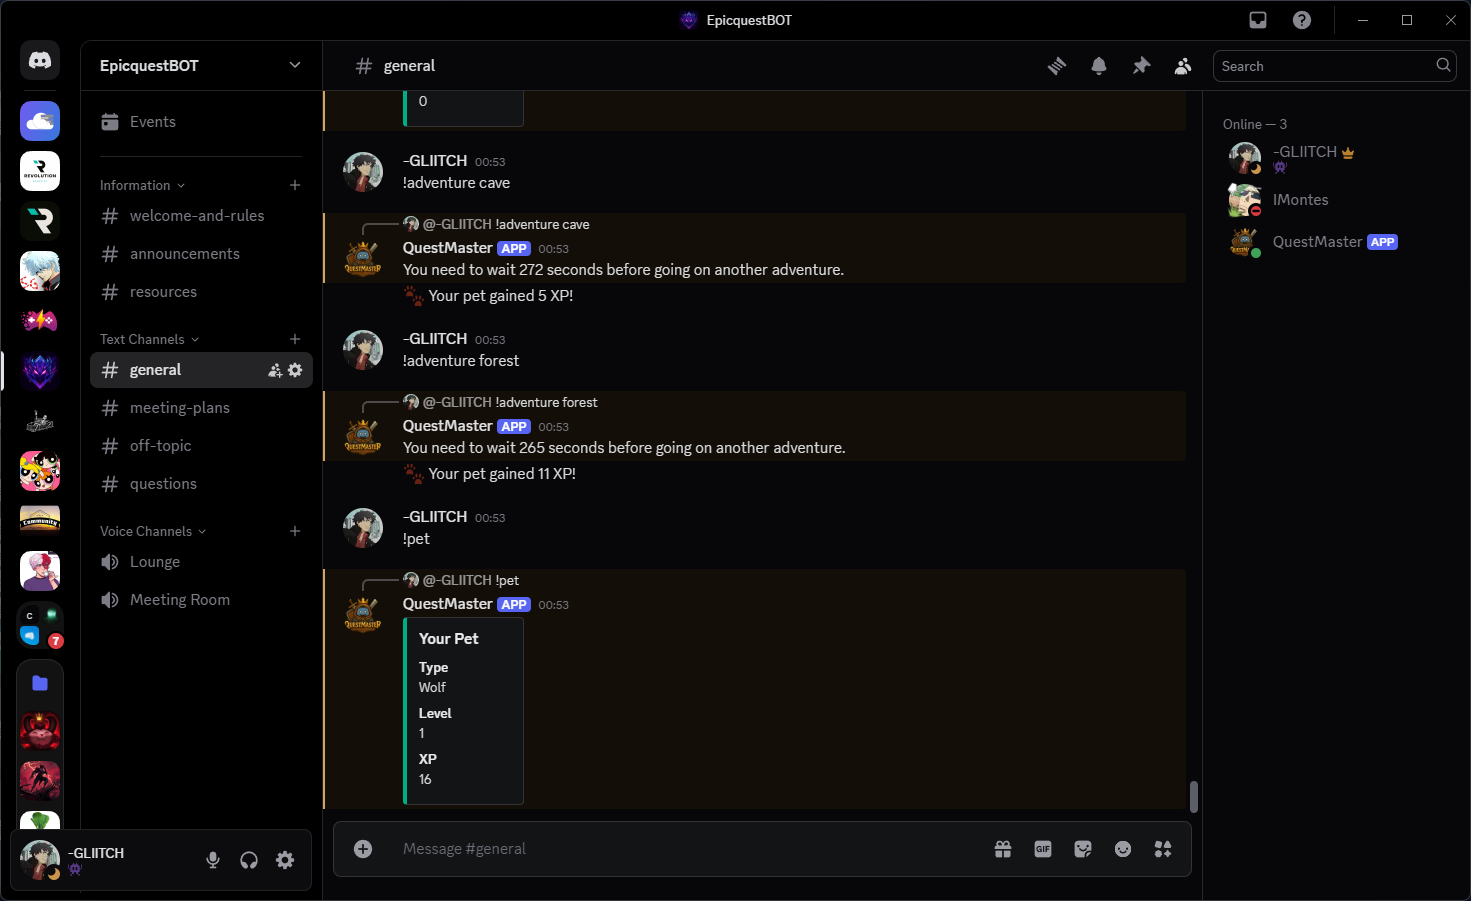 EpicquestBOT
EpicquestBOT
general
Search
Events
Information
welcome-and-rules
announcements
resources
Text Channels
general
meeting-plans
off-topic
questions
Voice Channels
Lounge
Meeting Room
REVOLUTION
Community
C
7
-GLIITCH
0
-GLIITCH 00:53
!adventure cave
@-GLIITCH !adventure cave
QuestMaster APP 00:53
You need to wait 272 seconds before going on another adventure.
Your pet gained 5 XP!
-GLIITCH 00:53
!adventure forest
@-GLIITCH !adventure forest
QuestMaster APP 00:53
You need to wait 265 seconds before going on another adventure.
Your pet gained 11 XP!
-GLIITCH 00:53
!pet
@-GLIITCH !pet
QuestMaster APP 00:53
QUESTMASTER
Your Pet
Type
Wolf
Level
1
XP
16
Message #general
GIF
Online — 3
-GLIITCH
IMontes
QuestMaster APP